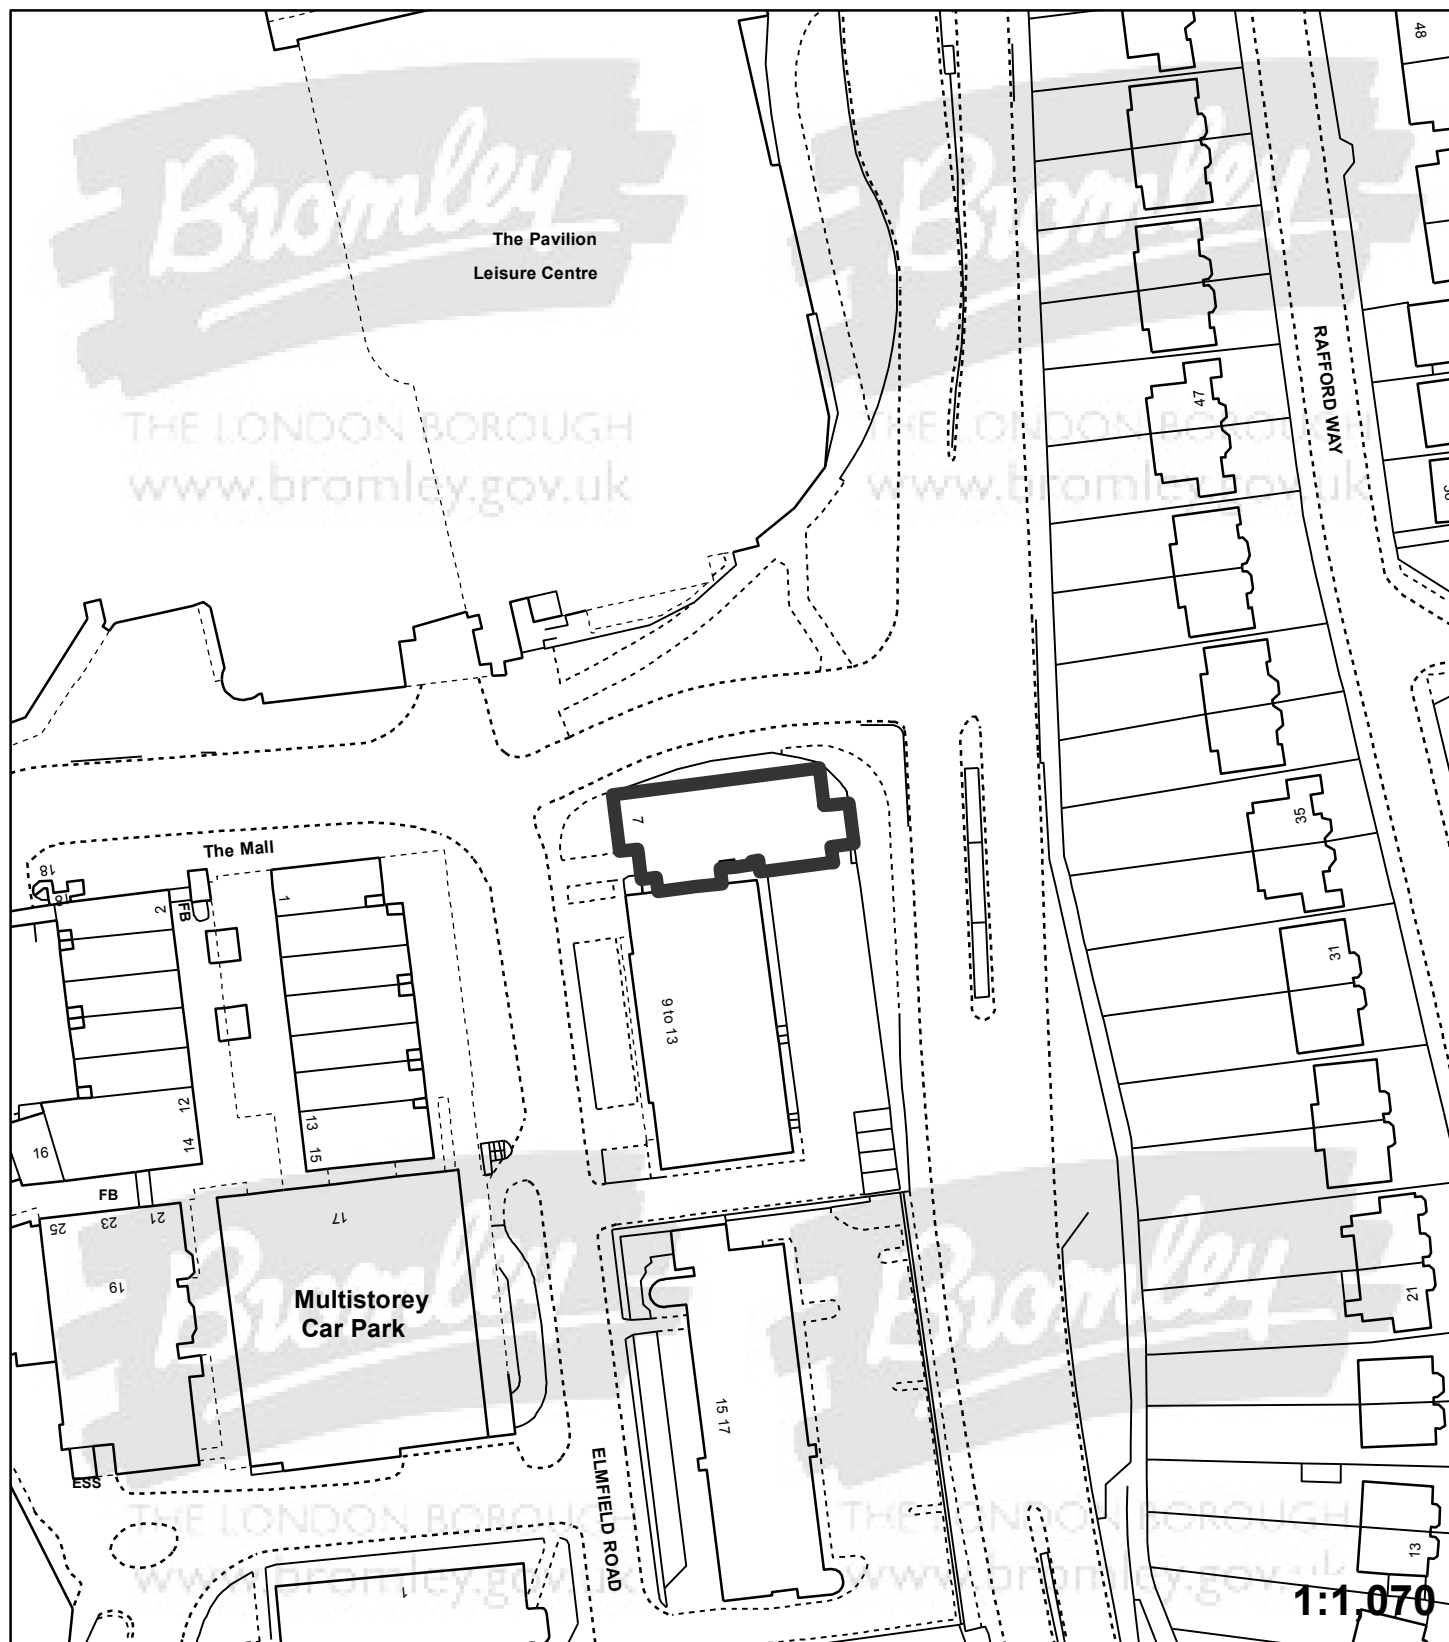 48
Bromley
Bromley
The Pavilion
Leisure Centre
RAFFORD WAY
47
THE LONDON BOROUGH
THE LONDON BOROUGH
www.bromley.gov.uk
www.bromley.gov.uk
7
35
The Mall
18
2
FB
1
31
9 to 13
12
13
14
15
16
FB
25
23
21
17
Bromley
Bromley
19
21
Multistorey
Car Park
15 17
ESS
ELMFIELD ROAD
THE LONDON BOROUGH
THE LONDON BOROUGH
13
www.bromley.gov.uk
www.bromley.gov.uk
1
1:1,070